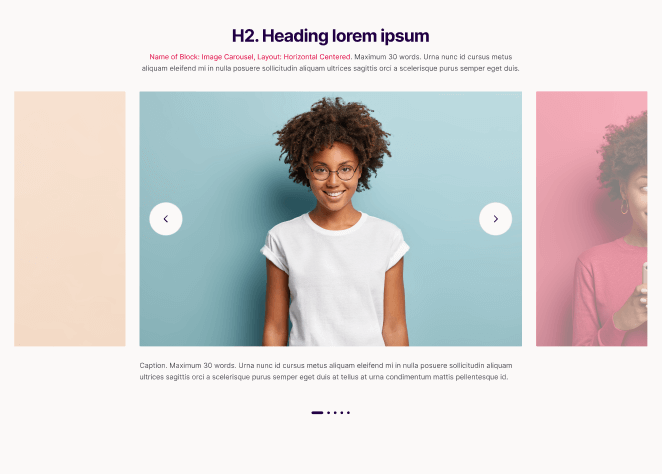 H2. Heading lorem ipsum
Name of Block: Image Carousel, Layout: Horizontal Centered. Maximum 30 words. Urna nunc id cursus metus
aliquam eleifend mi in nulla posuere sollicitudin aliquam ultrices sagittis orci a scelerisque purus semper eget duis.
Caption. Maximum 30 words. Urna nunc id cursus metus aliquam eleifend mi in nulla posuere sollicitudin aliquam
ultrices sagittis orci a scelerisque purus semper eget duis at tellus at urna condimentum mattis pellentesque id.